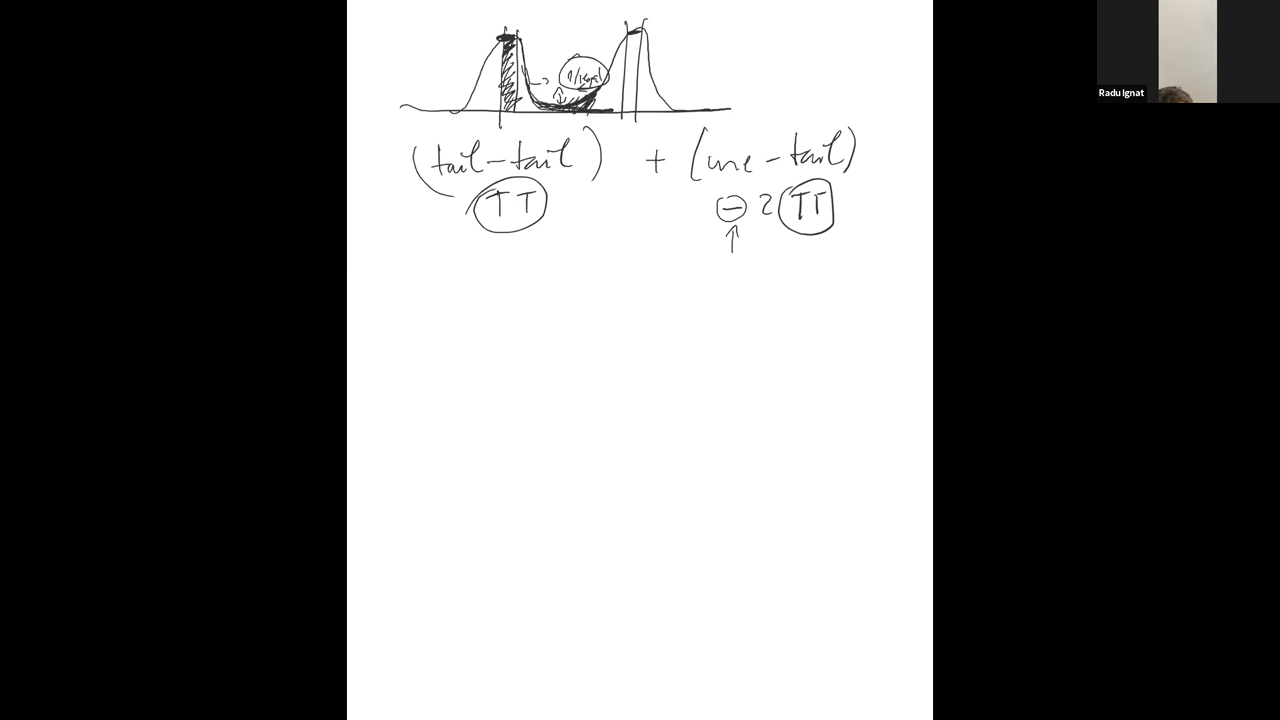 Radu Ignat
(tail-tail) + (core-tail)
TT ⊖ 2 TT